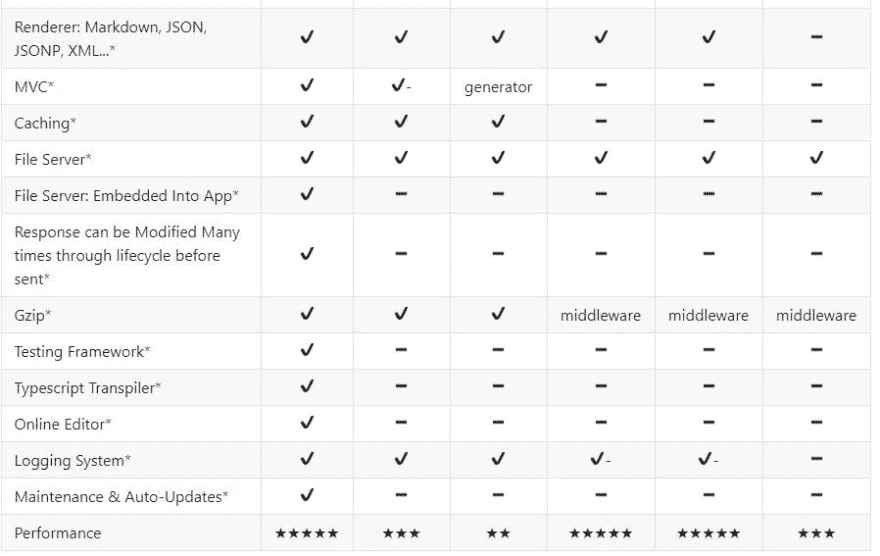 Renderer: Markdown, JSON,
JSONP, XML...* ✔ ✔ ✔ ✔ ✔ –
MVC* ✔ ✔- generator – – –
Caching* ✔ ✔ ✔ – – –
File Server* ✔ ✔ ✔ ✔ ✔ ✔
File Server: Embedded Into App* ✔ – – – – –
Response can be Modified Many
times through lifecycle before ✔ – – – – –
sent*
Gzip* ✔ ✔ ✔ middleware middleware middleware
Testing Framework* ✔ – – – – –
Typescript Transpiler* ✔ – – – – –
Online Editor* ✔ – – – – –
Logging System* ✔ ✔ ✔ ✔- ✔- –
Maintenance & Auto-Updates* ✔ – – – – –
Performance ★★★★★ ★★★ ★★ ★★★★★ ★★★★★ ★★★